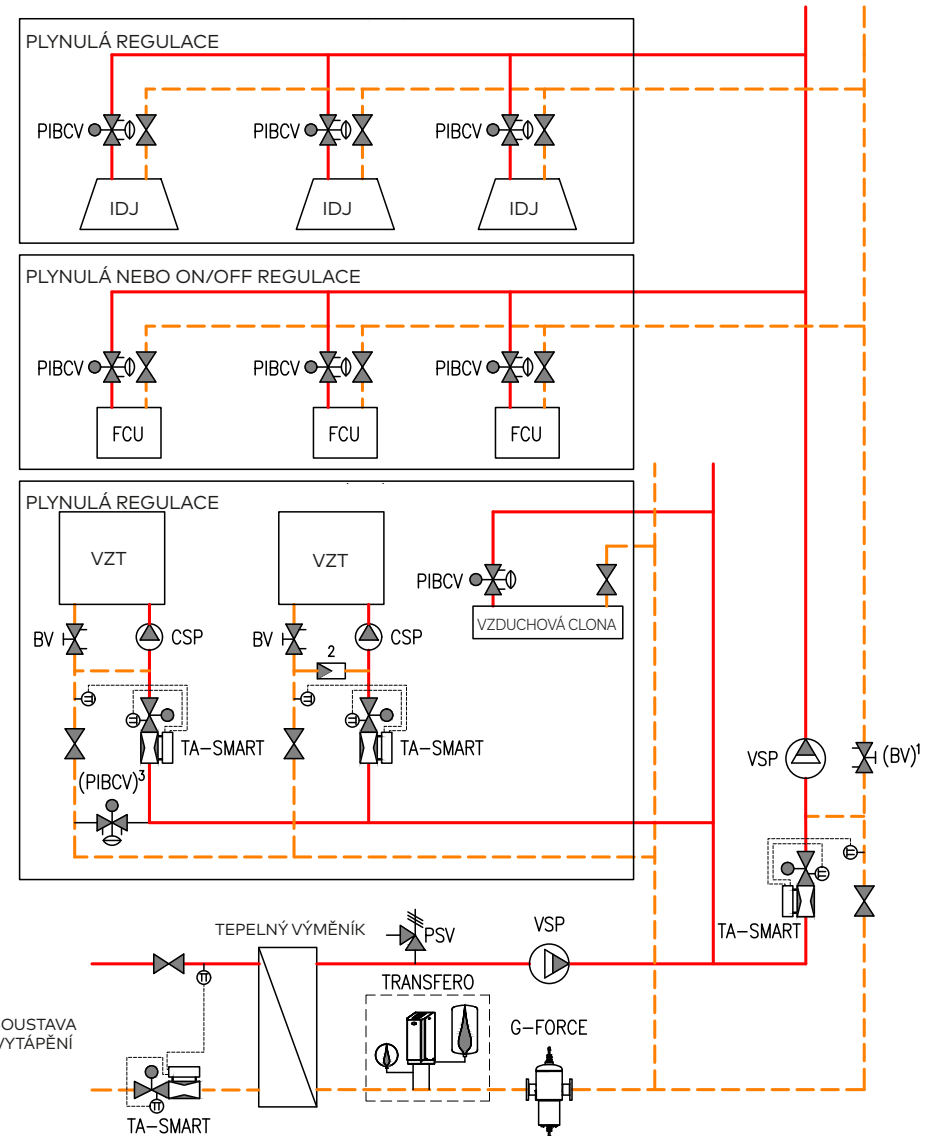 PLYNULÁ REGULACE
PIBCV
PIBCV
PIBCV
IDJ
IDJ
IDJ
PLYNULÁ NEBO ON/OFF REGULACE
PIBCV
PIBCV
PIBCV
FCU
FCU
FCU
PLYNULÁ REGULACE
VZT
VZT
PIBCV
VZDUCHOVÁ CLONA
BV
CSP
BV
CSP
2
TA-SMART
TA-SMART
(PIBCV)³
VSP
(BV)¹
TA-SMART
TEPELNÝ VÝMĚNÍK
PSV
VSP
TRANSFERO
G-FORCE
OUSTAVA
VYTÁPĚNÍ
TA-SMART